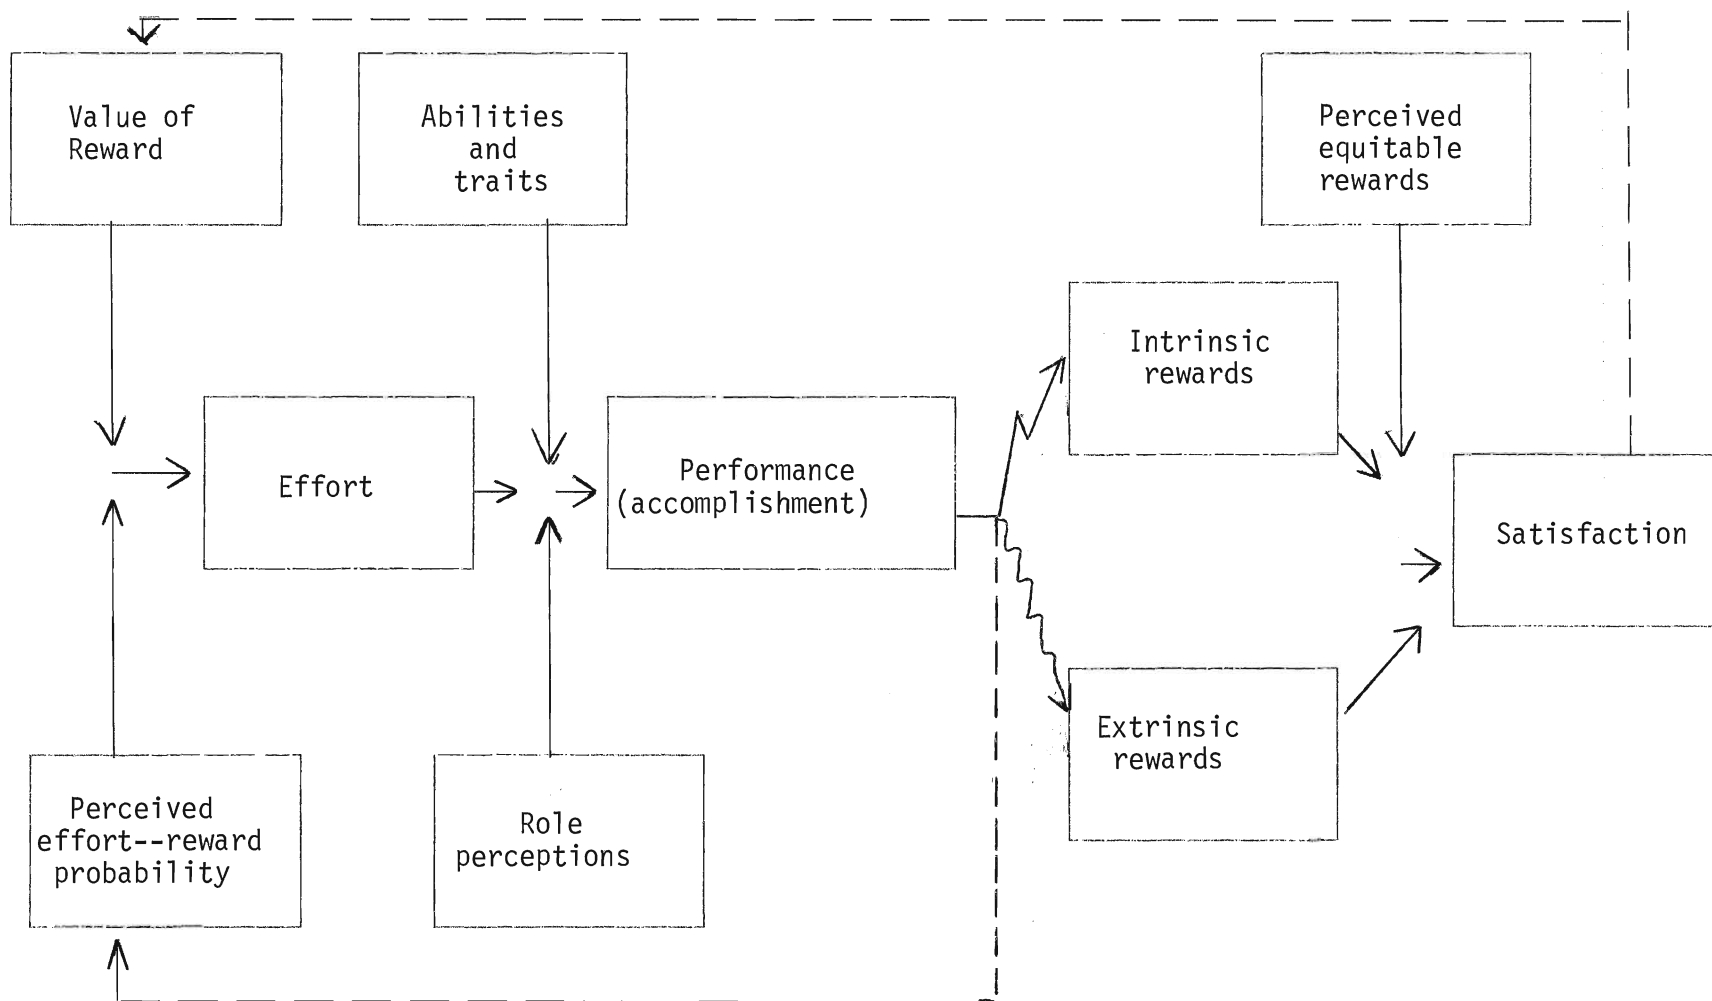 Value of
Reward
Abilities
and
traits
Perceived
equitable
rewards
Intrinsic
rewards
Effort
Performance
(accomplishment)
Satisfaction
Extrinsic
rewards
Perceived
effort--reward
probability
Role
perceptions